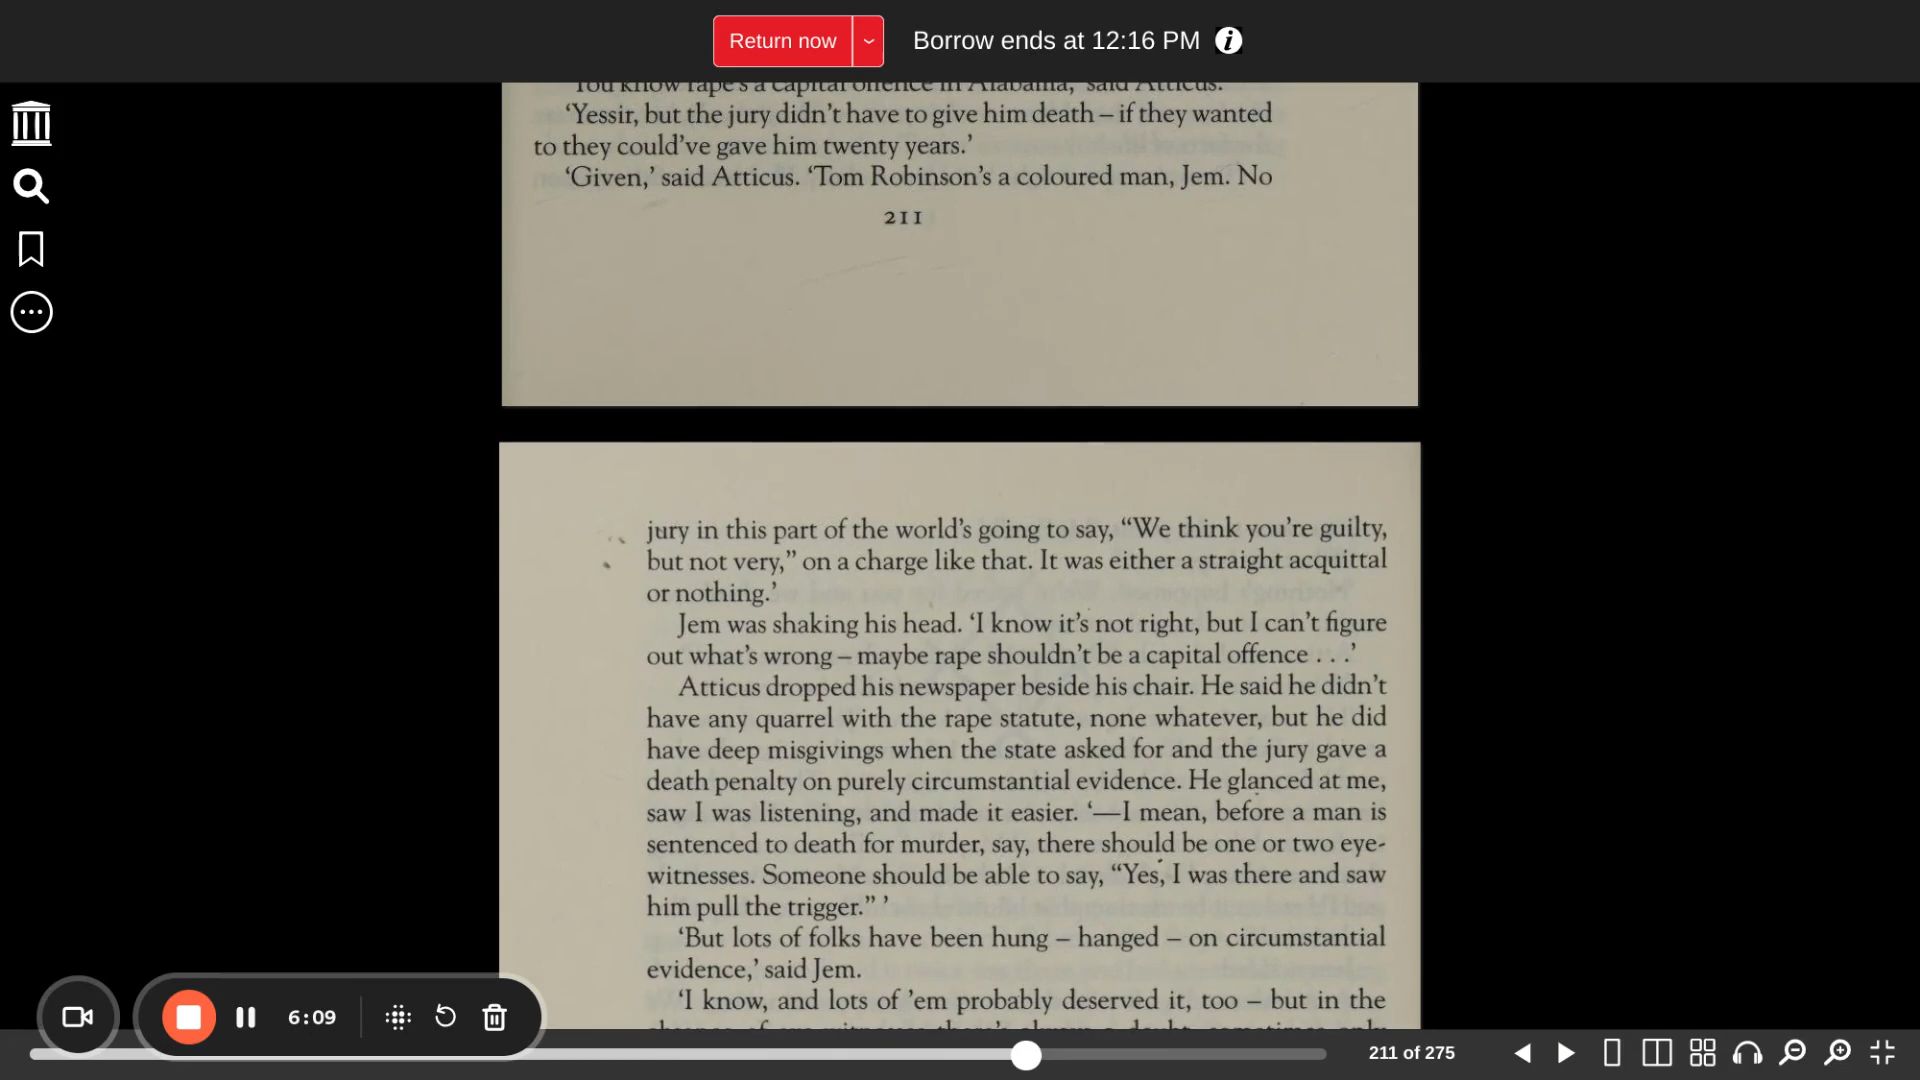 Return now
Borrow ends at 12:16 PM
‘You know rape’s a capital offence in Alabama,’ said Atticus.
‘Yessir, but the jury didn’t have to give him death – if they wanted
to they could’ve gave him twenty years.’
‘Given,’ said Atticus. ‘Tom Robinson’s a coloured man, Jem. No
211
jury in this part of the world’s going to say, “We think you’re guilty,
but not very,” on a charge like that. It was either a straight acquittal
or nothing.’
Jem was shaking his head. ‘I know it’s not right, but I can’t figure
out what’s wrong – maybe rape shouldn’t be a capital offence . . .’
Atticus dropped his newspaper beside his chair. He said he didn’t
have any quarrel with the rape statute, none whatever, but he did
have deep misgivings when the state asked for and the jury gave a
death penalty on purely circumstantial evidence. He glanced at me,
saw I was listening, and made it easier. ‘—I mean, before a man is
sentenced to death for murder, say, there should be one or two eye-
witnesses. Someone should be able to say, “Yes, I was there and saw
him pull the trigger.” ’
‘But lots of folks have been hung – hanged – on circumstantial
evidence,’ said Jem.
‘I know, and lots of ’em probably deserved it, too – but in the
6:09
211 of 275